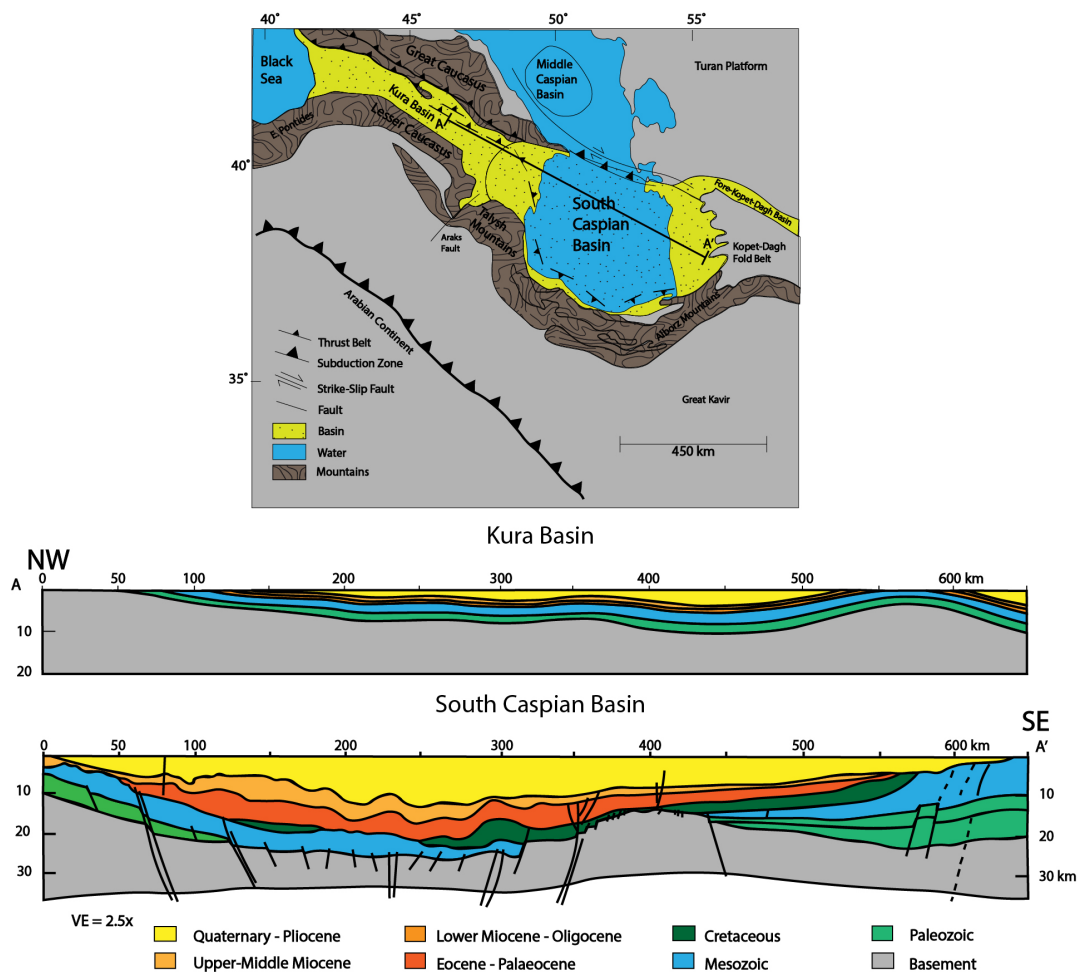 40° 45° 50° 55°
Black
Sea
Great Caucasus
Middle
Caspian
Basin
Turan Platform
Kura Basin
A
Lesser Caucasus
E. Pontides
40°
Fore-Kopet-Dagh Basin
South
Caspian
Basin
Talysh
Mountains
A'
Araks
Fault
Kopet-Dagh
Fold Belt
Arabian Continent
Alborz Mountains
Thrust Belt
Subduction Zone
35°
Strike-Slip Fault
Great Kavir
Fault
Basin
450 km
Water
Mountains
Kura Basin
NW
A 0 50 100 200 300 400 500 600 km
10
20
South Caspian Basin
SE
0 50 100 200 300 400 500 600 km A'
10 10
20 20
30 30 km
VE = 2.5x
Quaternary - Pliocene Lower Miocene - Oligocene Cretaceous Paleozoic
Upper-Middle Miocene Eocene - Palaeocene Mesozoic Basement